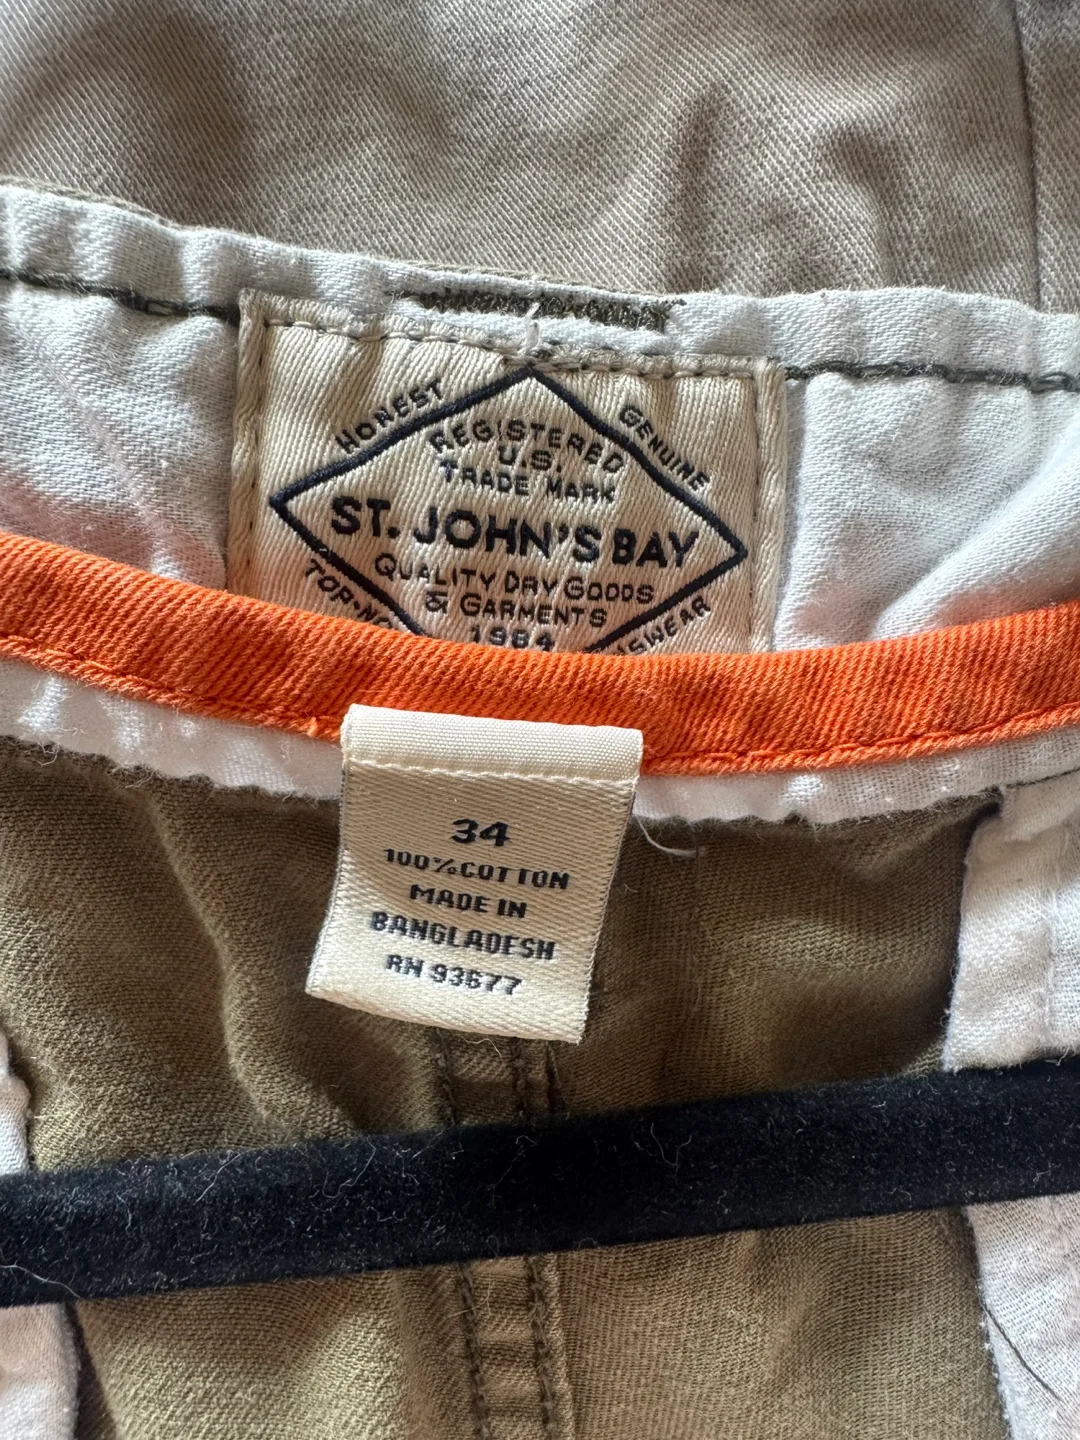 HONEST
GENUINE
REGISTERED
U.S.
TRADE MARK
ST. JOHN'S BAY
QUALITY DRY GOODS
& GARMENTS
1984
34
100% COTTON
MADE IN
BANGLADESH
RN 93677